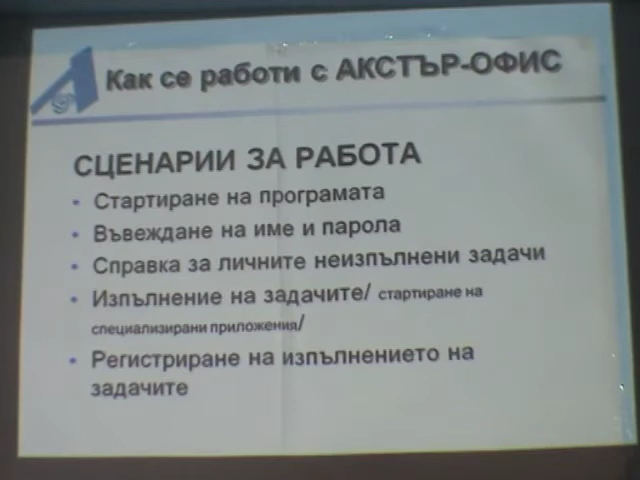 Как се работи с АКСТЪР-ОФИС
СЦЕНАРИИ ЗА РАБОТА
• Стартиране на програмата
• Въвеждане на име и парола
• Справка за личните неизпълнени задачи
• Изпълнение на задачите/ стартиране на
специализирани приложения/
• Регистриране на изпълнението на
задачите